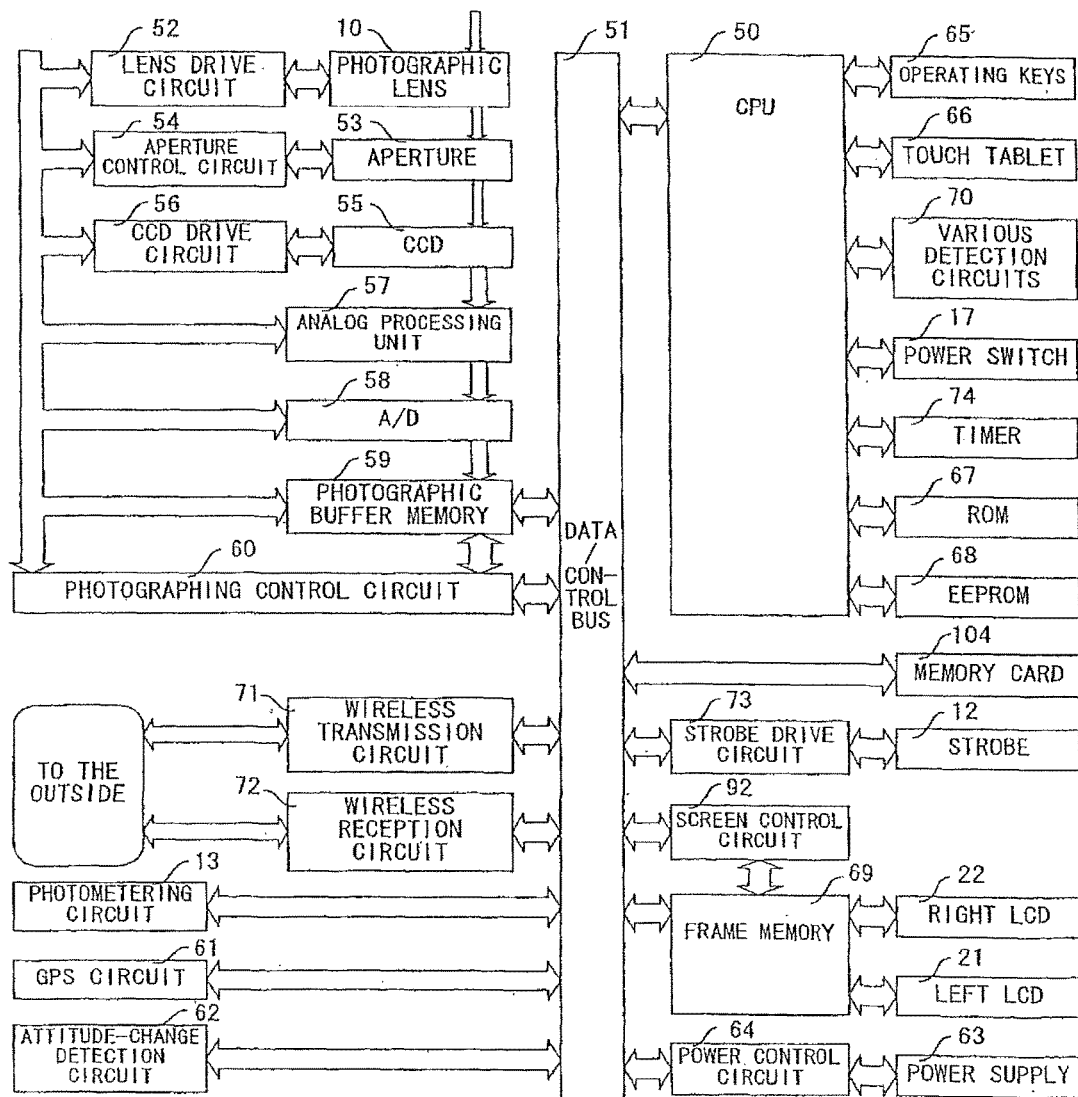 52
LENS DRIVE
CIRCUIT
10
PHOTOGRAPHIC
LENS
54
APERTURE
CONTROL CIRCUIT
53
APERTURE
56
CCD DRIVE
CIRCUIT
55
CCD
57
ANALOG PROCESSING
UNIT
58
A/D
59
PHOTOGRAPHIC
BUFFER MEMORY
60
PHOTOGRAPHING CONTROL CIRCUIT
71
WIRELESS
TRANSMISSION
CIRCUIT
TO THE
OUTSIDE
72
WIRELESS
RECEPTION
CIRCUIT
13
PHOTOMETERING
CIRCUIT
61
GPS CIRCUIT
62
ATTITUDE-CHANGE
DETECTION
CIRCUIT
51
DATA
/
CON-
TROL
BUS
50
CPU
65
OPERATING KEYS
66
TOUCH TABLET
70
VARIOUS
DETECTION
CIRCUITS
17
POWER SWITCH
74
TIMER
67
ROM
68
EEPROM
104
MEMORY CARD
73
STROBE DRIVE
CIRCUIT
12
STROBE
92
SCREEN CONTROL
CIRCUIT
69
FRAME MEMORY
22
RIGHT LCD
21
LEFT LCD
64
POWER CONTROL
CIRCUIT
63
POWER SUPPLY